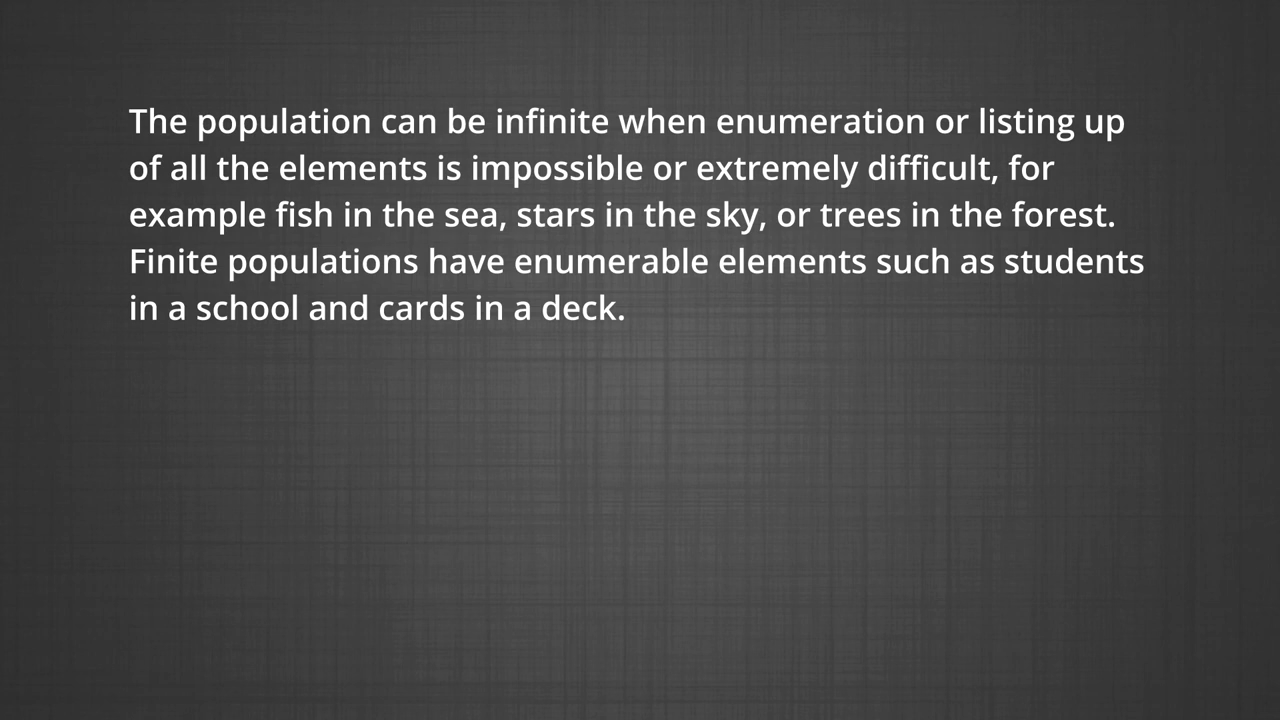 The population can be infinite when enumeration or listing up
of all the elements is impossible or extremely difficult, for
example fish in the sea, stars in the sky, or trees in the forest.
Finite populations have enumerable elements such as students
in a school and cards in a deck.